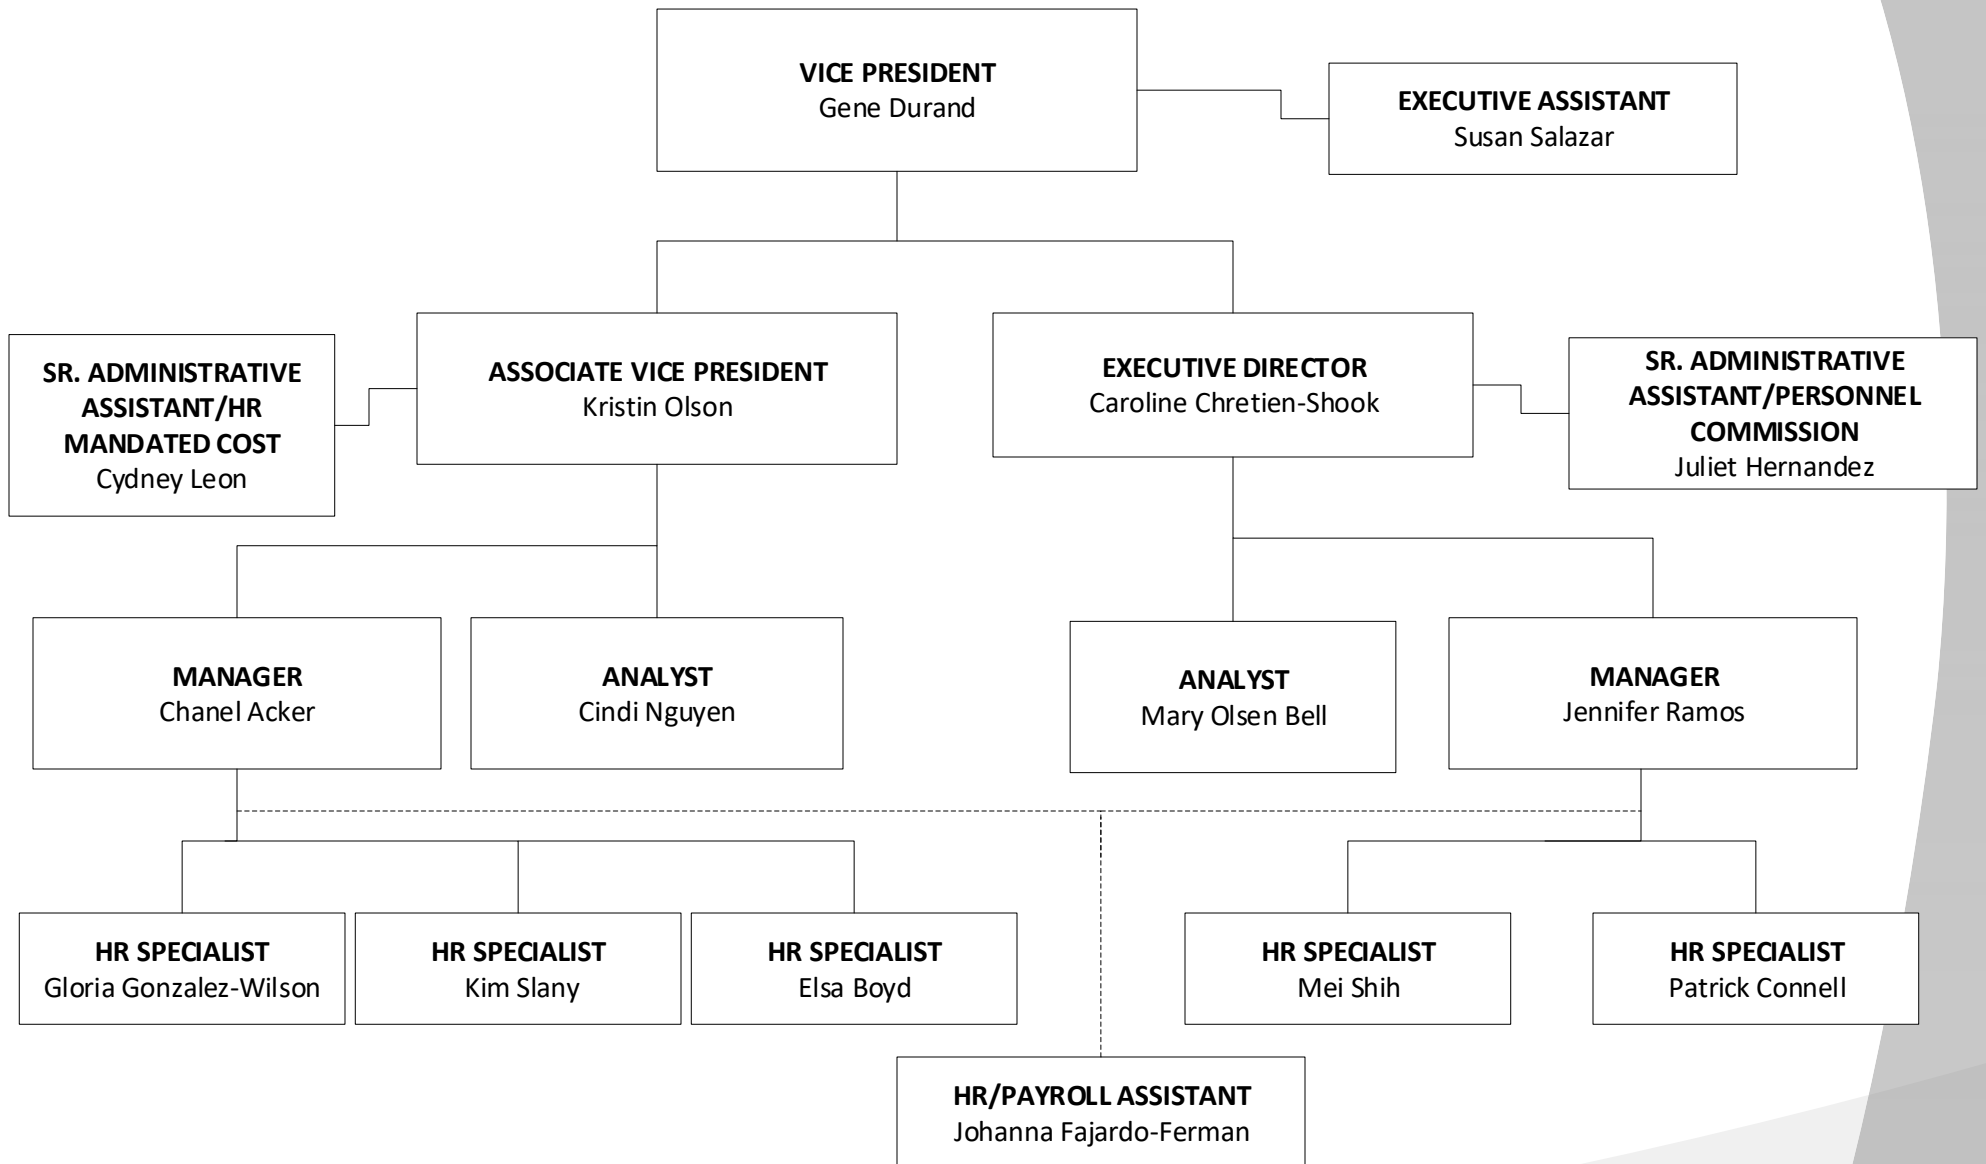 VICE PRESIDENT
Gene Durand
EXECUTIVE ASSISTANT
Susan Salazar
SR. ADMINISTRATIVE
ASSISTANT/HR
MANDATED COST
Cydney Leon
ASSOCIATE VICE PRESIDENT
Kristin Olson
EXECUTIVE DIRECTOR
Caroline Chretien-Shook
SR. ADMINISTRATIVE
ASSISTANT/PERSONNEL
COMMISSION
Juliet Hernandez
MANAGER
Chanel Acker
ANALYST
Cindi Nguyen
ANALYST
Mary Olsen Bell
MANAGER
Jennifer Ramos
HR SPECIALIST
Gloria Gonzalez-Wilson
HR SPECIALIST
Kim Slany
HR SPECIALIST
Elsa Boyd
HR SPECIALIST
Mei Shih
HR SPECIALIST
Patrick Connell
HR/PAYROLL ASSISTANT
Johanna Fajardo-Ferman